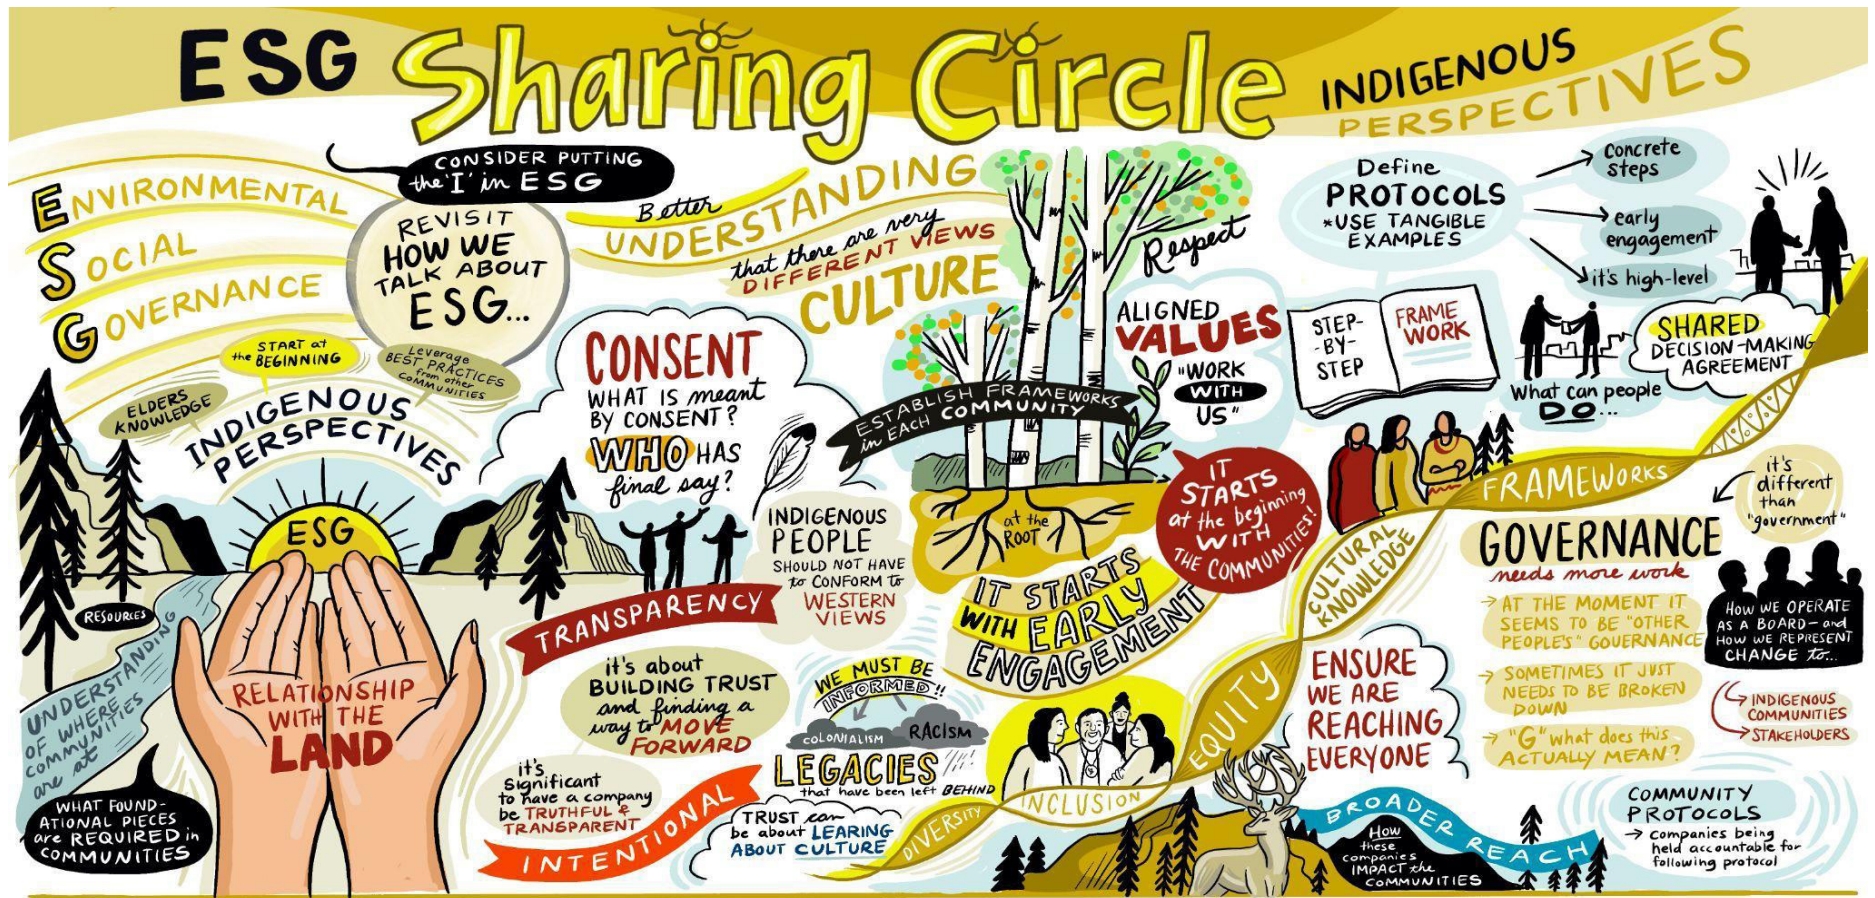 ESG Sharing Circle
INDIGENOUS
PERSPECTIVES
ENVIRONMENTAL
SOCIAL
GOVERNANCE
CONSIDER PUTTING
the 'I' in ESG
REVISIT
HOW WE
TALK ABOUT
ESG...
START at
the BEGINNING
Leverage
BEST PRACTICES
from other
COMMUNITIES
ELDERS
KNOWLEDGE
INDIGENOUS
PERSPECTIVES
ESG
RESOURCES
UNDERSTANDING
OF WHERE
COMMUNITIES
are at
RELATIONSHIP
WITH THE
LAND
WHAT FOUND-
ATIONAL PIECES
are REQUIRED in
COMMUNITIES
Better
UNDERSTANDING
that there are very
DIFFERENT VIEWS
CULTURE
Respect
CONSENT
WHAT IS meant
BY CONSENT?
WHO HAS
final say?
ESTABLISH FRAMEWORKS
in EACH COMMUNITY
ALIGNED
VALUES
"WORK
WITH
US"
at the
ROOT
INDIGENOUS
PEOPLE
SHOULD NOT HAVE
to CONFORM to
WESTERN
VIEWS
TRANSPARENCY
it's about
BUILDING TRUST
and finding a
way to MOVE
FORWARD
it's
significant
to have a company
be TRUTHFUL &
TRANSPARENT
INTENTIONAL
WE MUST BE
INFORMED!!
COLONIALISM
RACISM
LEGACIES
that have been left BEHIND
TRUST can
be about LEARING
ABOUT CULTURE
IT STARTS
WITH EARLY
ENGAGEMENT
IT
STARTS
at the beginning
WITH
THE COMMUNITIES!
DIVERSITY
INCLUSION
EQUITY
CULTURAL
KNOWLEDGE
FRAMEWORKS
Define
PROTOCOLS
*USE TANGIBLE
EXAMPLES
Concrete
steps
early
engagement
it's high-level
STEP-
-BY-
STEP
FRAME
WORK
What can people
DO...
SHARED
DECISION-MAKING
AGREEMENT
it's
different
than
"government"
GOVERNANCE
needs more work
→ AT THE MOMENT IT
SEEMS TO BE "OTHER
PEOPLE'S" GOVERNANCE
→ SOMETIMES IT JUST
NEEDS TO BE BROKEN
DOWN
→ "G" what does this
ACTUALLY MEAN?
HOW WE OPERATE
AS A BOARD - and
HOW WE REPRESENT
CHANGE to...
INDIGENOUS
COMMUNITIES
STAKEHOLDERS
ENSURE
WE ARE
REACHING
EVERYONE
BROADER REACH
How
these
companies
IMPACT the
COMMUNITIES
COMMUNITY
PROTOCOLS
→ companies being
held accountable for
following protocol